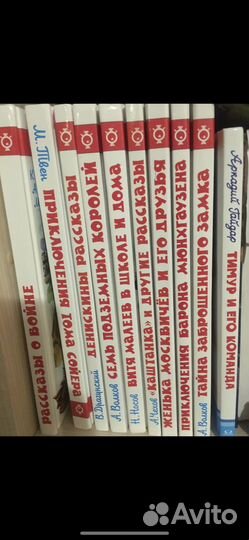 РАССКАЗЫ О ВОЙНЕ
М. Твен
ПРИКЛЮЧЕНИЯ ТОМА СОЙЕРА
РАССКАЗЫ
В. Драгунский
ДЕНИСКИНЫ РАССКАЗЫ
А. Волков
СЕМЬ ПОДЗЕМНЫХ КОРОЛЕЙ
Н. Носов
ВИТЯ МАЛЕЕВ В ШКОЛЕ И ДОМА
А. Чехов
"КАШТАНКА" И ДРУГИЕ РАССКАЗЫ
ЖЕНЬКА МОСКВИЧЁВ И ЕГО ДРУЗЬЯ
ПРИКЛЮЧЕНИЯ БАРОНА МЮНХГАУЗЕНА
А. Волков
ТАЙНА ЗАБРОШЕННОГО ЗАМКА
Аркадий Гайдар
ТИМУР И ЕГО КОМАНДА
Avito